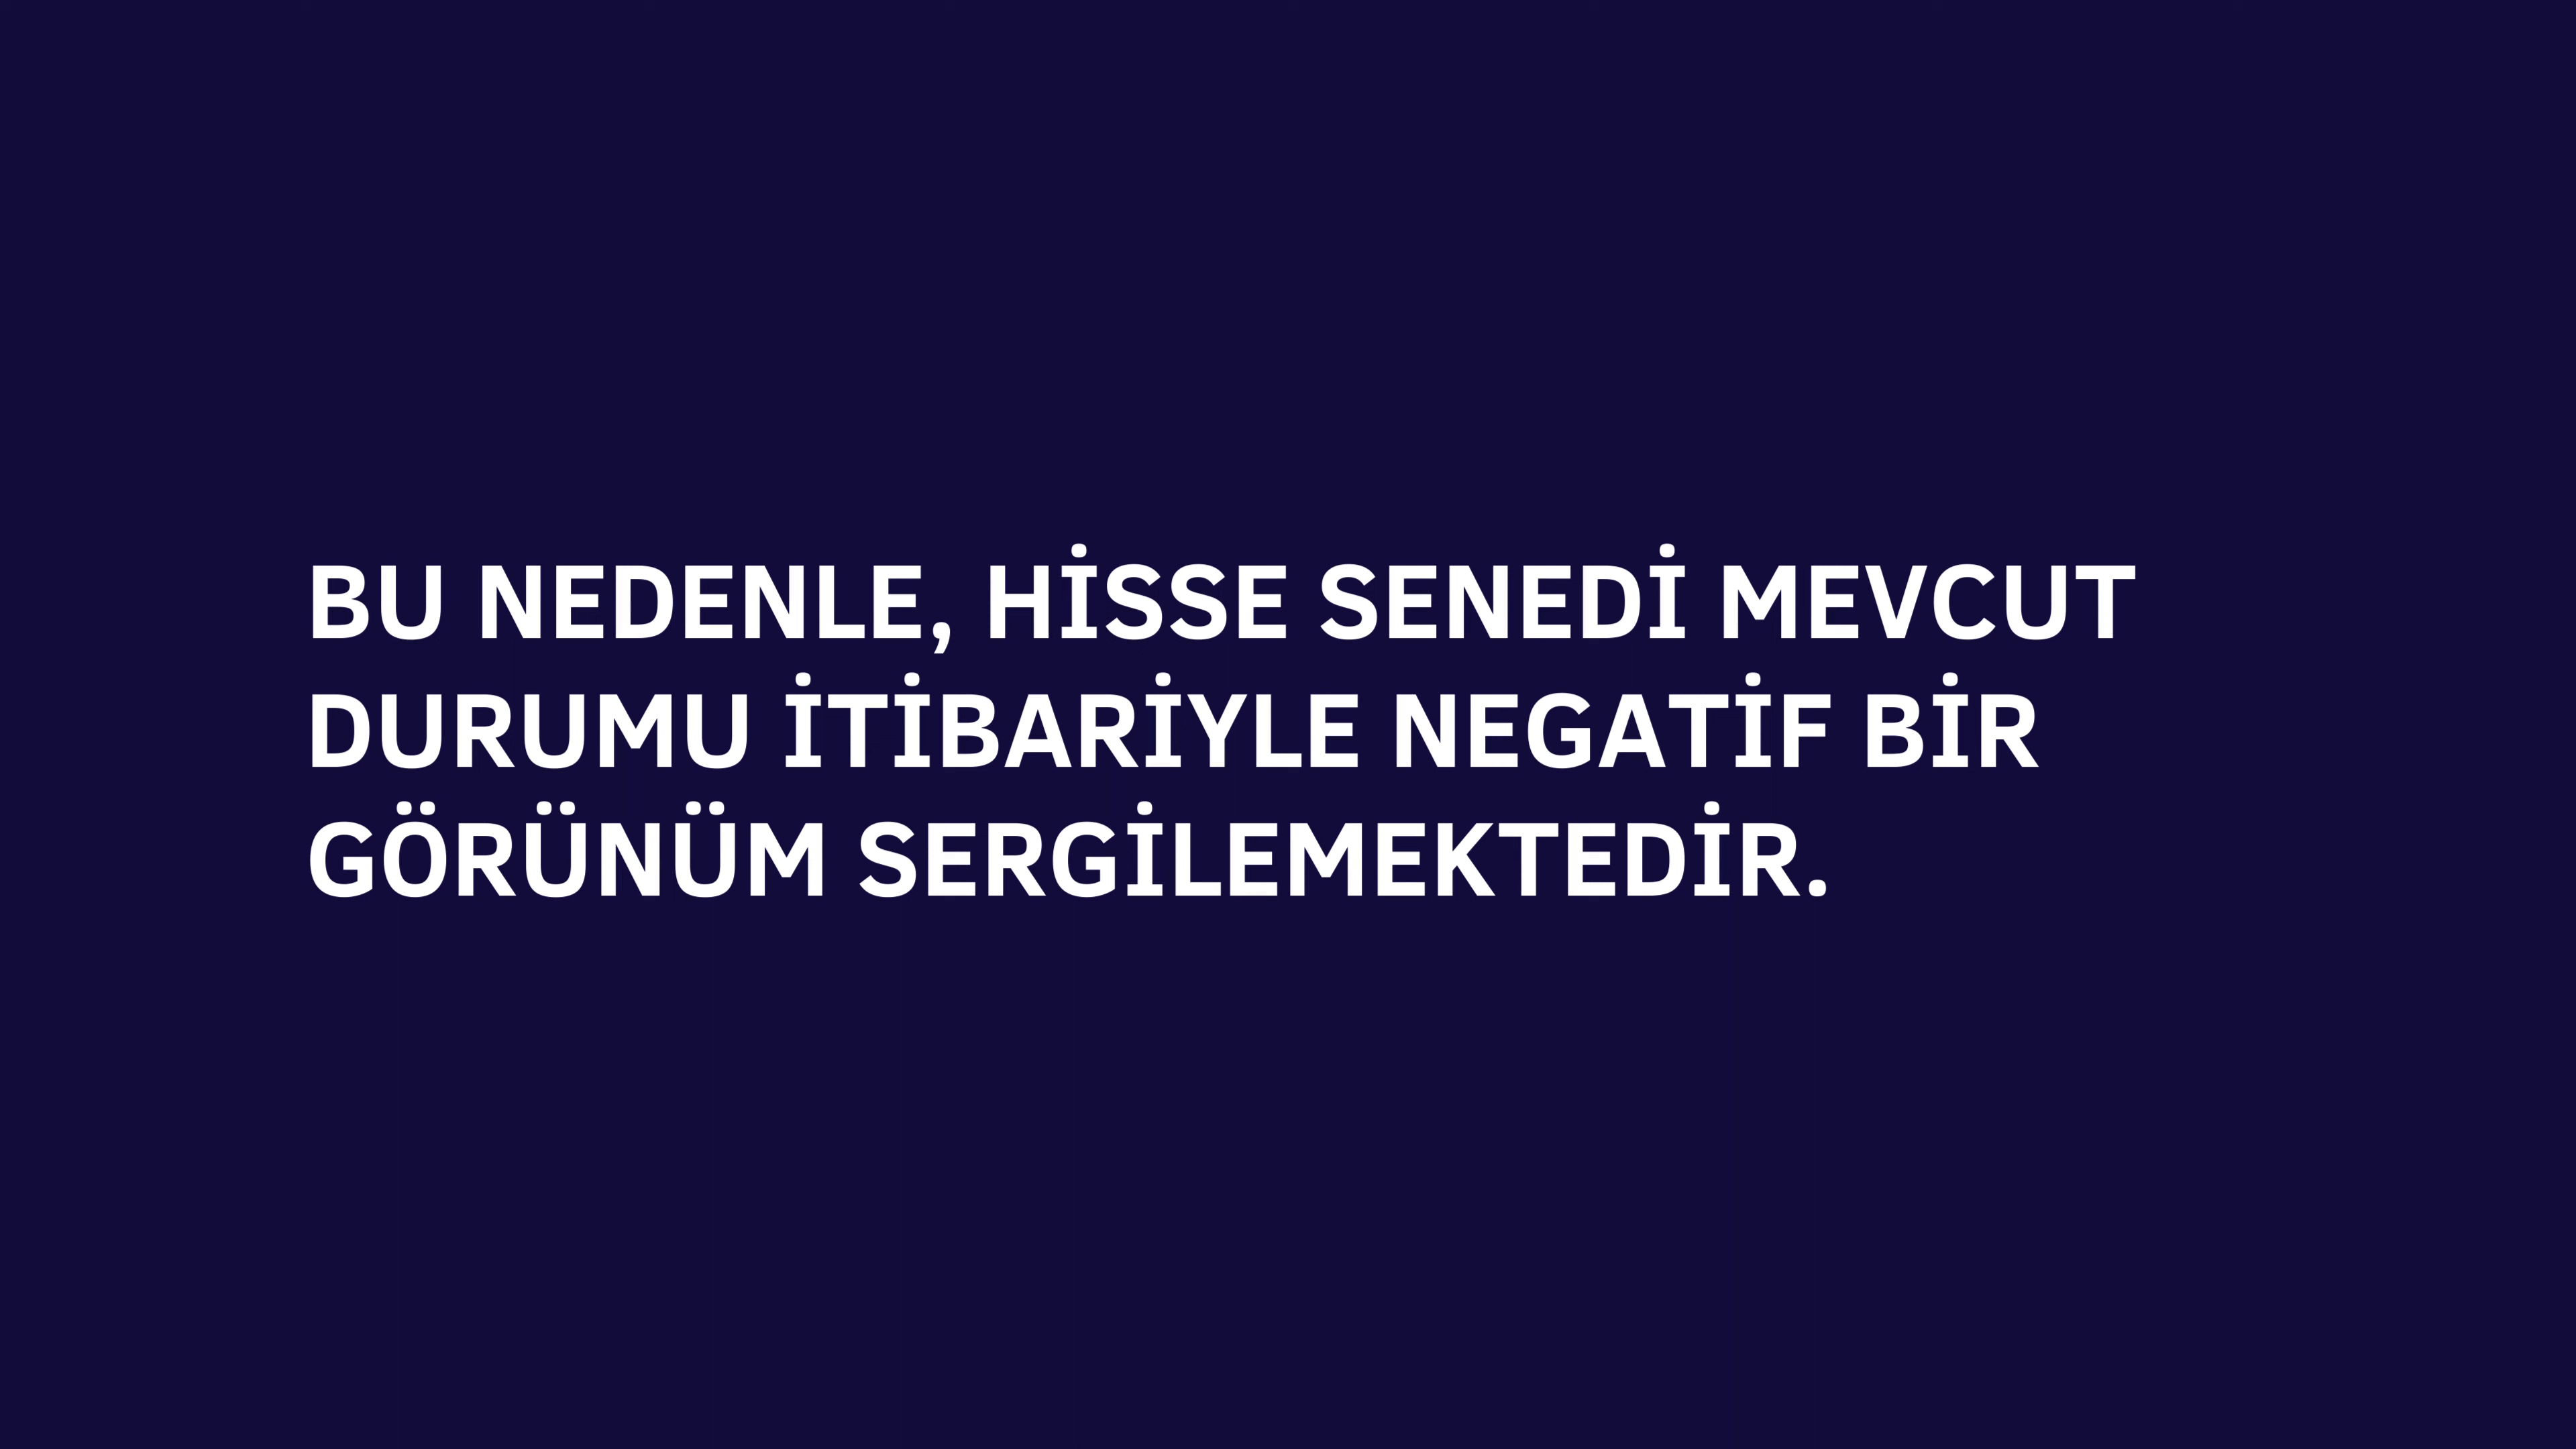 BU NEDENLE, HİSSE SENEDİ MEVCUT
DURUMU İTİBARİYLE NEGATİF BİR
GÖRÜNÜM SERGİLEMEKTEDİR.